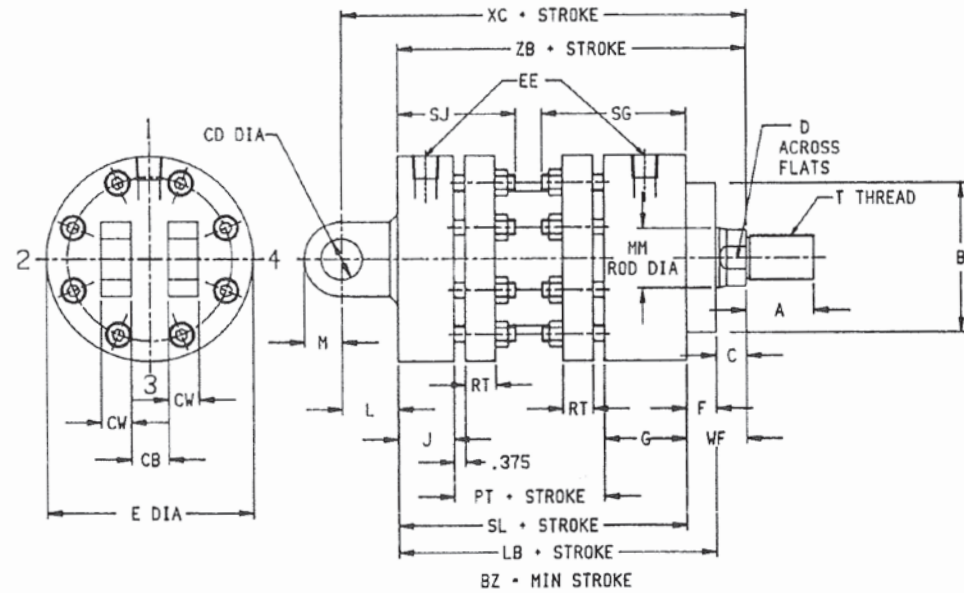 XC + STROKE
ZB + STROKE
EE
SJ
SG
CD DIA
D
ACROSS
FLATS
T THREAD
1
2
4
MM
ROD DIA
B
A
M
C
3
RT
RT
F
CW
CW
L
J
G
WF
CB
.375
PT + STROKE
E DIA
SL + STROKE
LB + STROKE
BZ - MIN STROKE